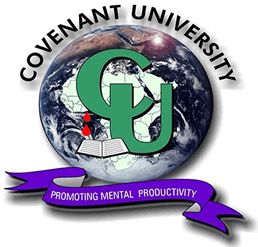 COVENANT UNIVERSITY
CU
PROMOTING MENTAL PRODUCTIVITY